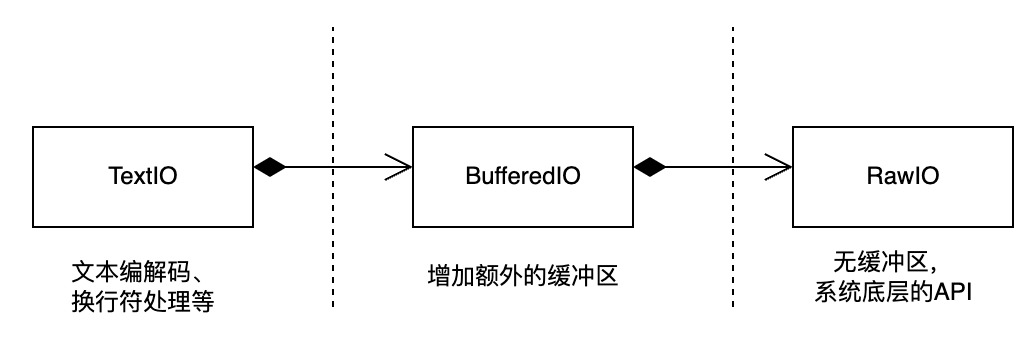 TextIO
BufferedIO
RawIO
文本编解码、
换行符处理等
增加额外的缓冲区
无缓冲区，
系统底层的API